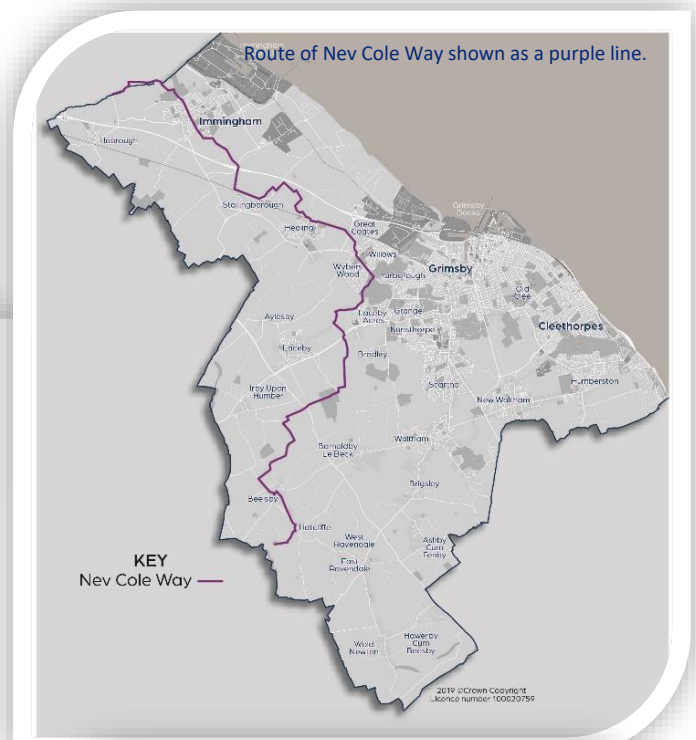 Route of Nev Cole Way shown as a purple line.
Immingham
Habrough
Stallingborough
Healing
Great
Coates
Grimsby
Docks
Willows
Wybers
Wood
Yarborough
Grimsby
Old
Clee
Cleethorpes
Aylesby
Laceby
Acres
Grange
Nunsthorpe
Laceby
Bradley
Scartho
Humberston
Irby Upon
Humber
New Waltham
Barnoldby
Le Beck
Waltham
Brigsley
Beelsby
Hatcliffe
West
Ravendale
Ashby
Cum
Fenby
East
Ravendale
KEY
Nev Cole Way
Wold
Newton
Hawerby
Cum
Beesby
2019 ©Crown Copyright
Licence number 100020759